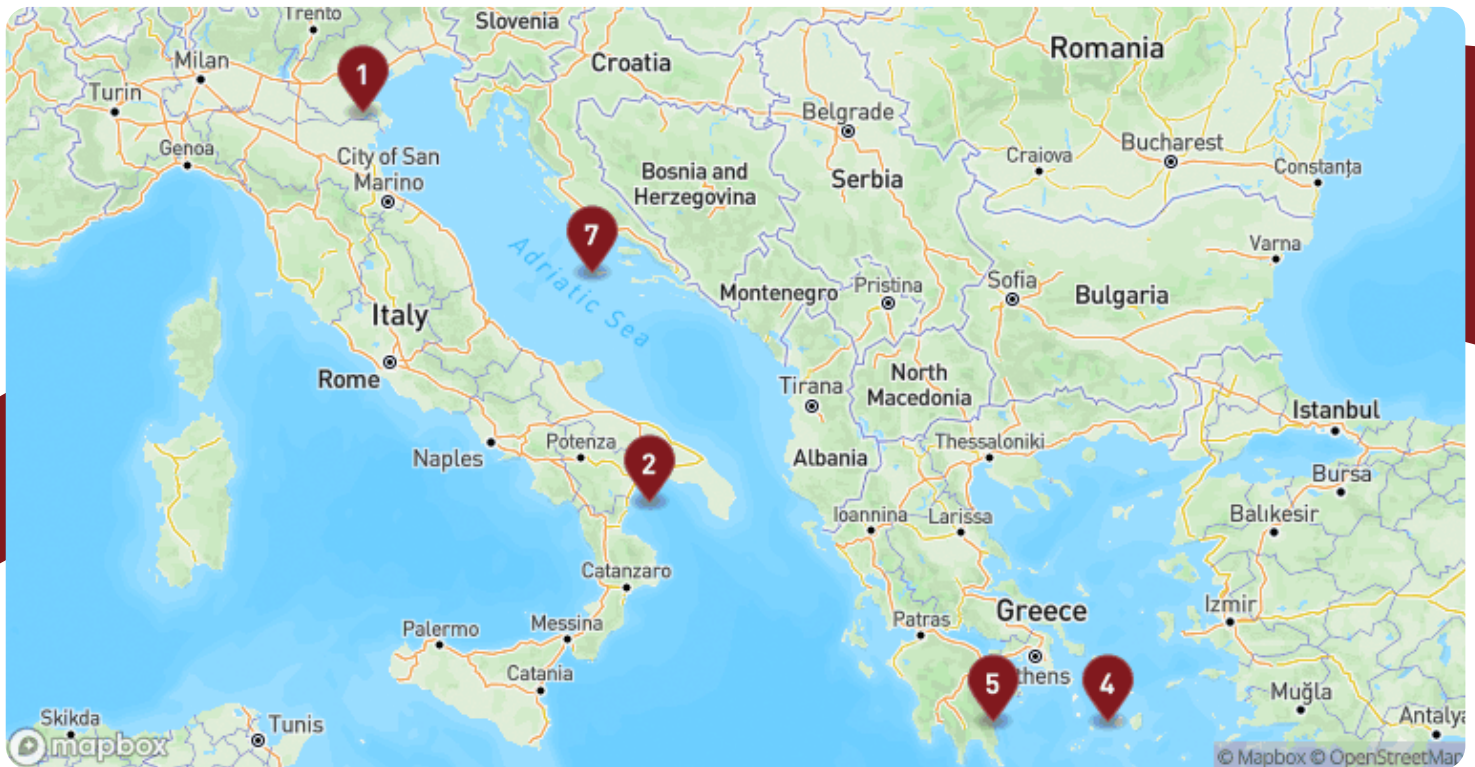 Trento
Slovenia
Milan
Croatia
Romania
1
Turin
Belgrade
Genoa
City of San
Marino
Craiova
Bucharest
Constanța
Bosnia and
Herzegovina
Serbia
7
Adriatic Sea
Varna
Italy
Montenegro
Pristina
Sofia
Bulgaria
Rome
Tirana
North
Macedonia
Istanbul
Naples
Potenza
2
Albania
Thessaloniki
Bursa
Ioannina
Larissa
Balıkesir
Catanzaro
Palermo
Messina
Patras
Greece
Izmir
Catania
5
thens
4
Muğla
Skikda
Tunis
Antalya
mapbox
© Mapbox © OpenStreetMap